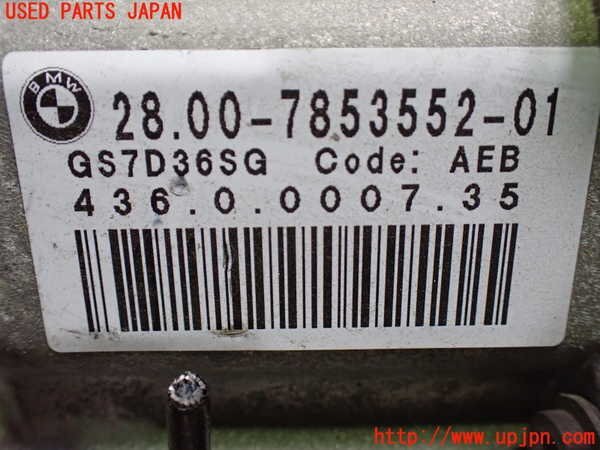 USED PARTS JAPAN
BMW
28.00-7853552-01
GS7D36SG Code: AEB
436.0.0007.35
http://www.upjpn.com